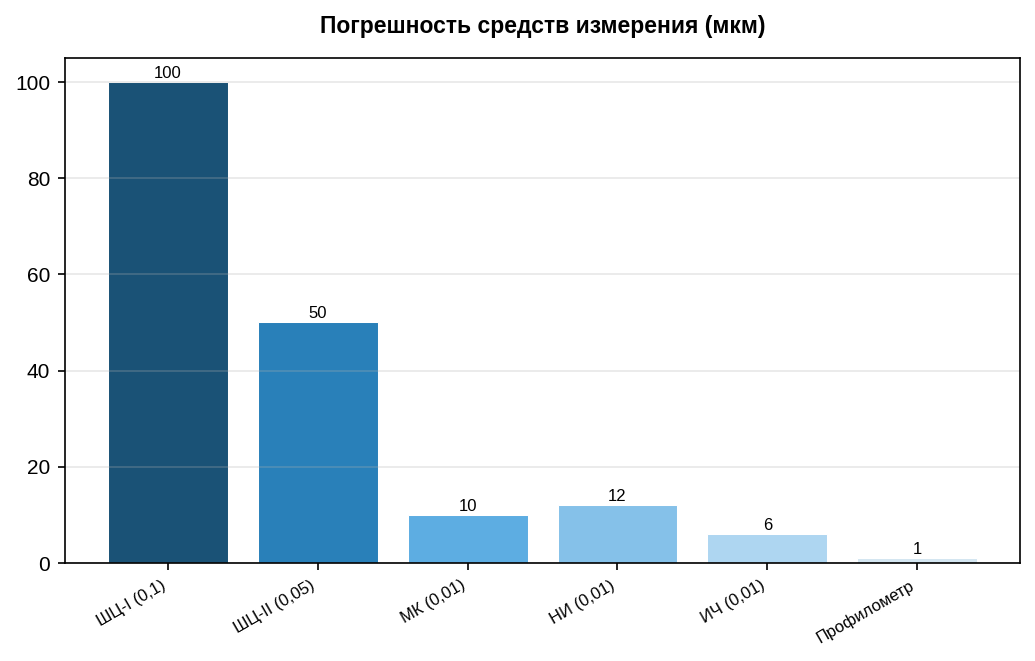 Погрешность средств измерения (мкм)
100
80
60
40
20
0
100
50
10
12
6
1
ШЦ-I (0,1)
ШЦ-II (0,05)
МК (0,01)
НИ (0,01)
ИЧ (0,01)
Профилометр